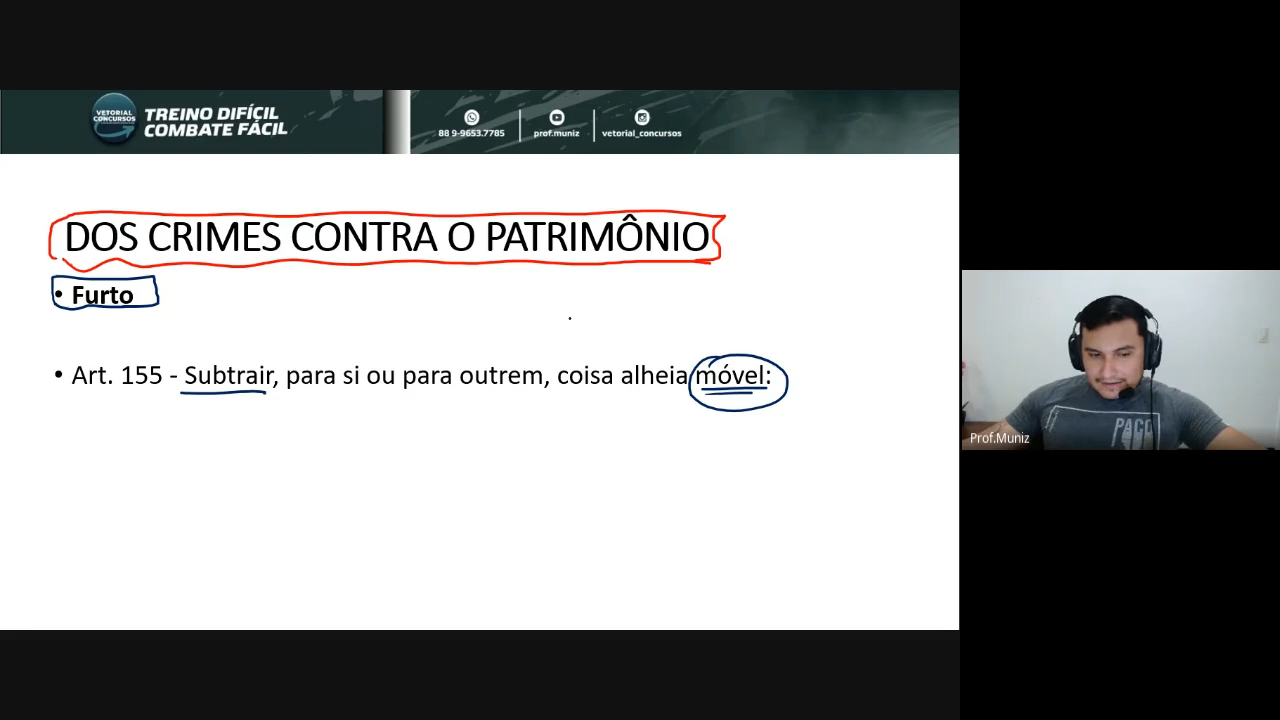 VETORIAL
CONCURSOS
TREINO DIFÍCIL
COMBATE FÁCIL
88 9-9653.7785
prof.muniz
vetorial_concursos
DOS CRIMES CONTRA O PATRIMÔNIO
• Furto
• Art. 155 - Subtrair, para si ou para outrem, coisa alheia móvel:
PACO
Prof.Muniz